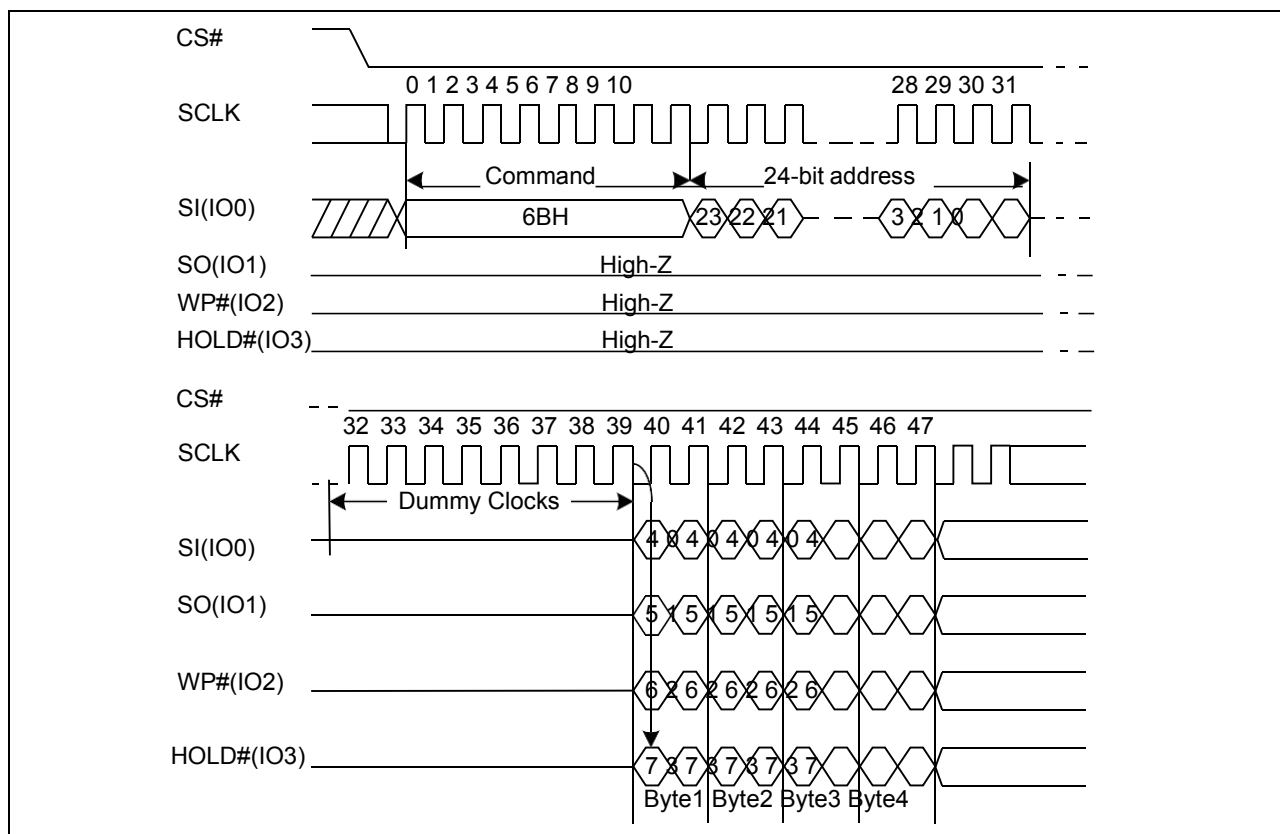 CS#
0 1 2 3 4 5 6 7 8 9 10 28 29 30 31
SCLK
Command 24-bit address
SI(IO0) 6BH 23 22 21 3 2 1 0
SO(IO1) High-Z
WP#(IO2) High-Z
HOLD#(IO3) High-Z
CS#
32 33 34 35 36 37 38 39 40 41 42 43 44 45 46 47
SCLK
Dummy Clocks
SI(IO0) 4 0 4 0 4 0 4 0 4
SO(IO1) 5 1 5 1 5 1 5 1 5
WP#(IO2) 6 2 6 2 6 2 6 2 6
HOLD#(IO3) 7 3 7 3 7 3 7 3 7
Byte1 Byte2 Byte3 Byte4